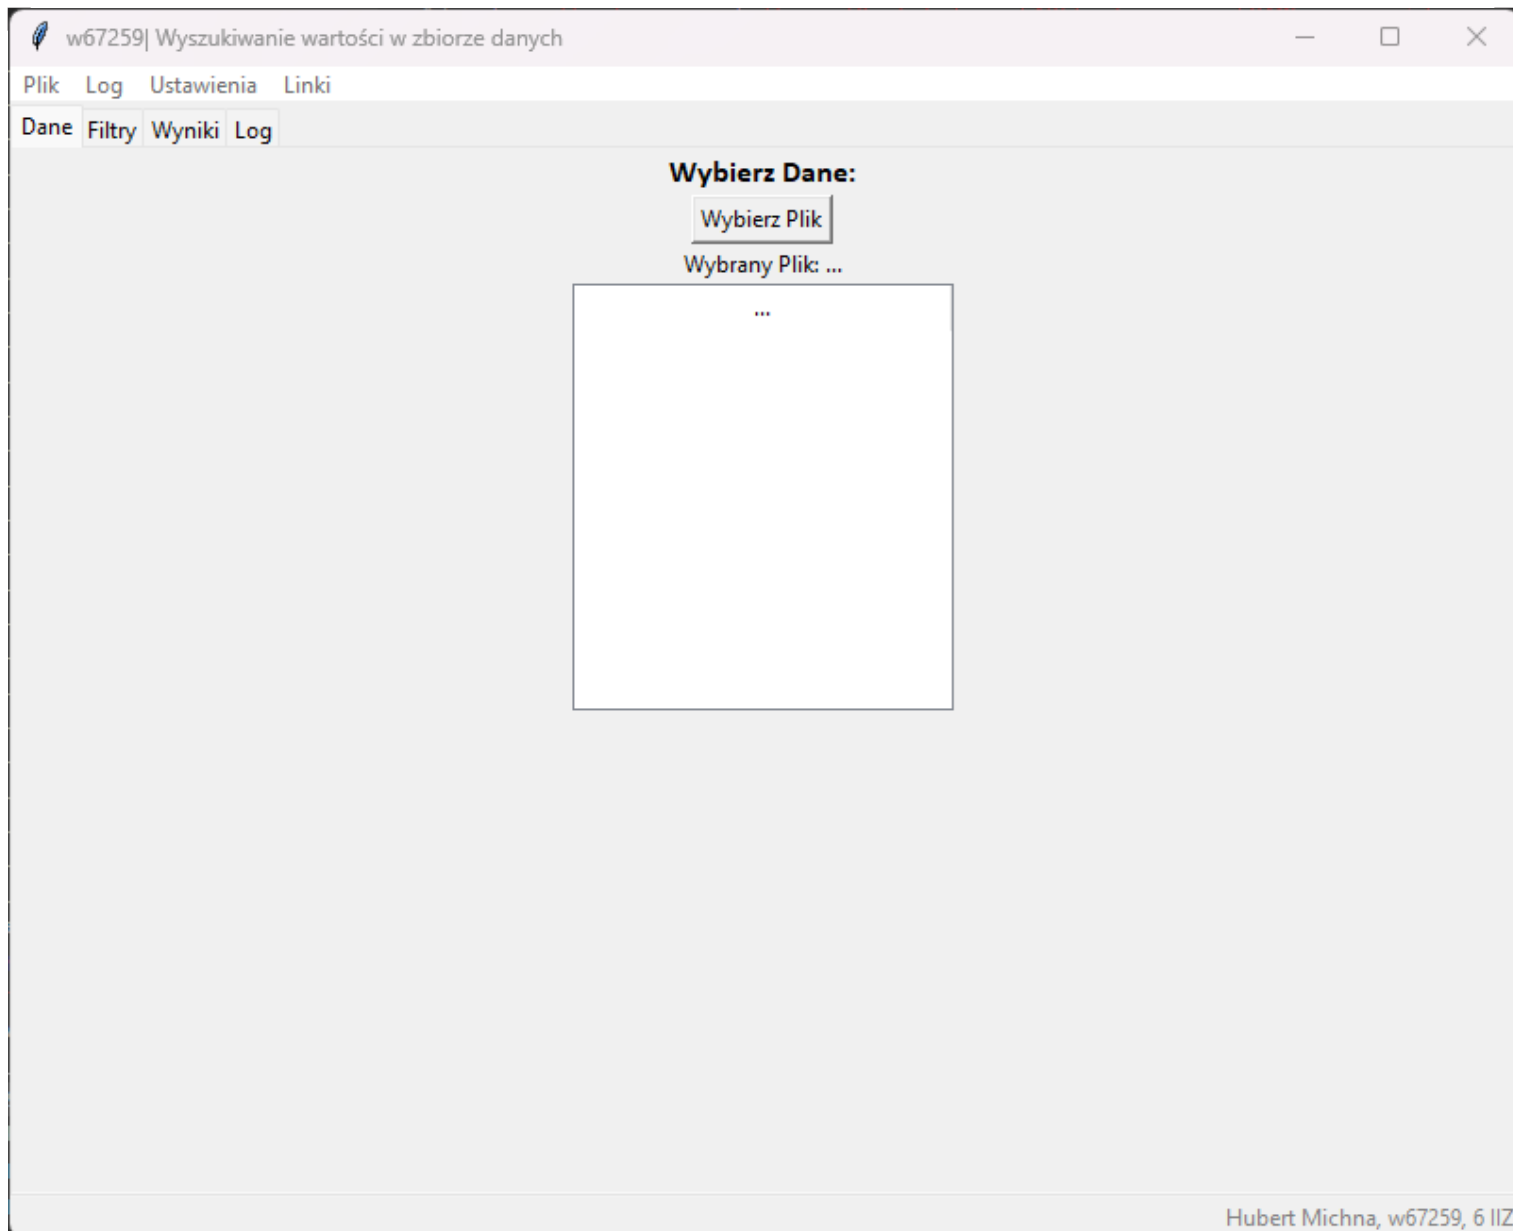 w67259| Wyszukiwanie wartości w zbiorze danych
Plik Log Ustawienia Linki
Dane Filtry Wyniki Log
Wybierz Dane:
Wybierz Plik
Wybrany Plik: ...
...
Hubert Michna, w67259, 6 IIZ